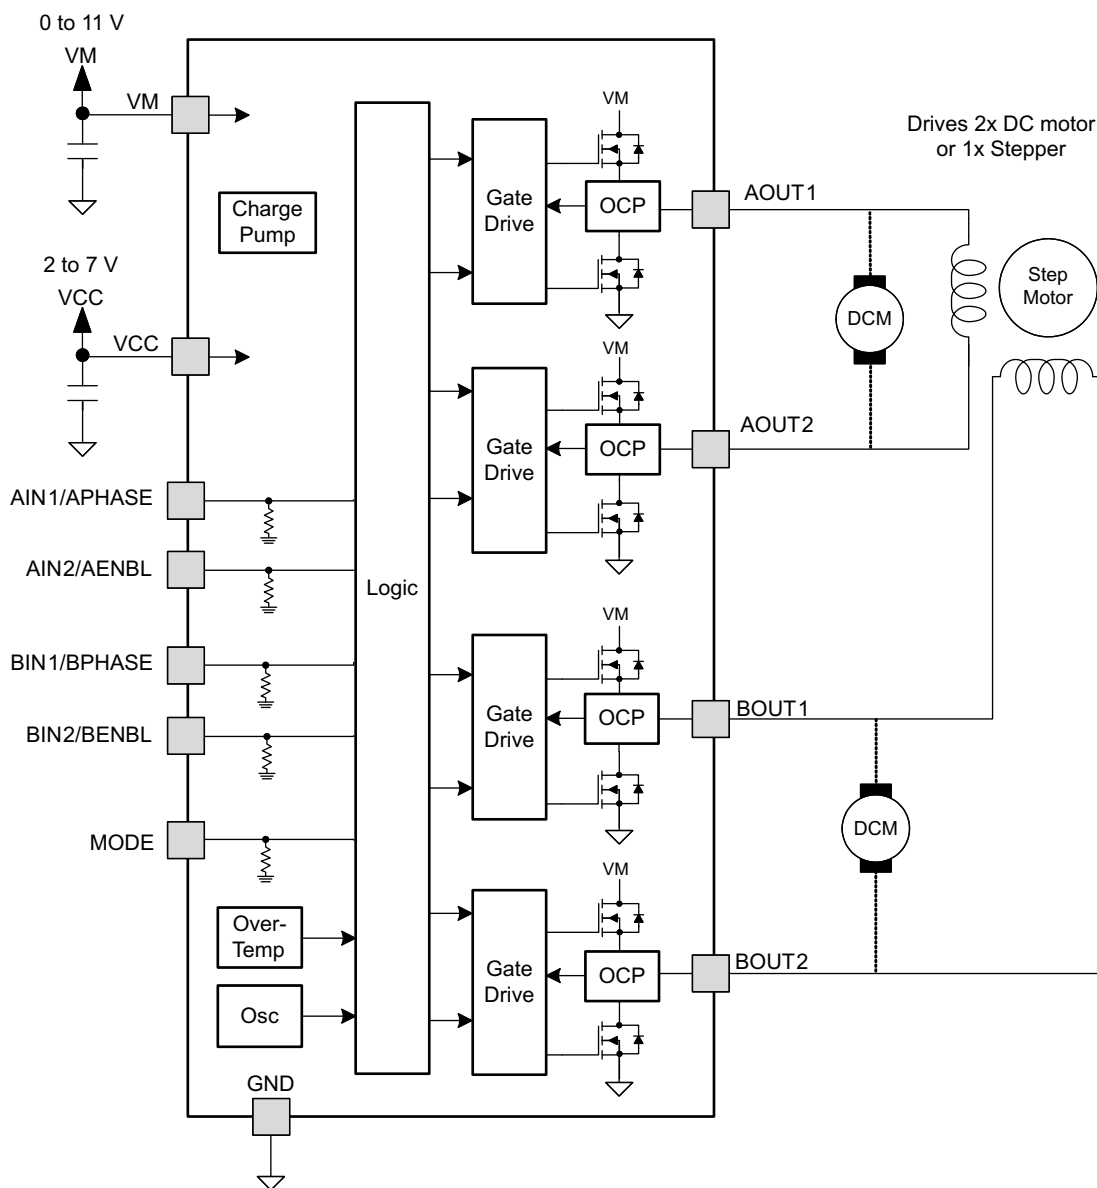 0 to 11 V
VM
VM
Charge
Pump
2 to 7 V
VCC
VCC
AIN1/APHASE
AIN2/AENBL
BIN1/BPHASE
BIN2/BENBL
MODE
Over-
Temp
Osc
GND
Logic
Gate
Drive
VM
OCP
AOUT1
Gate
Drive
VM
OCP
AOUT2
Gate
Drive
VM
OCP
BOUT1
Gate
Drive
VM
OCP
BOUT2
Drives 2x DC motor
or 1x Stepper
DCM
Step
Motor
DCM